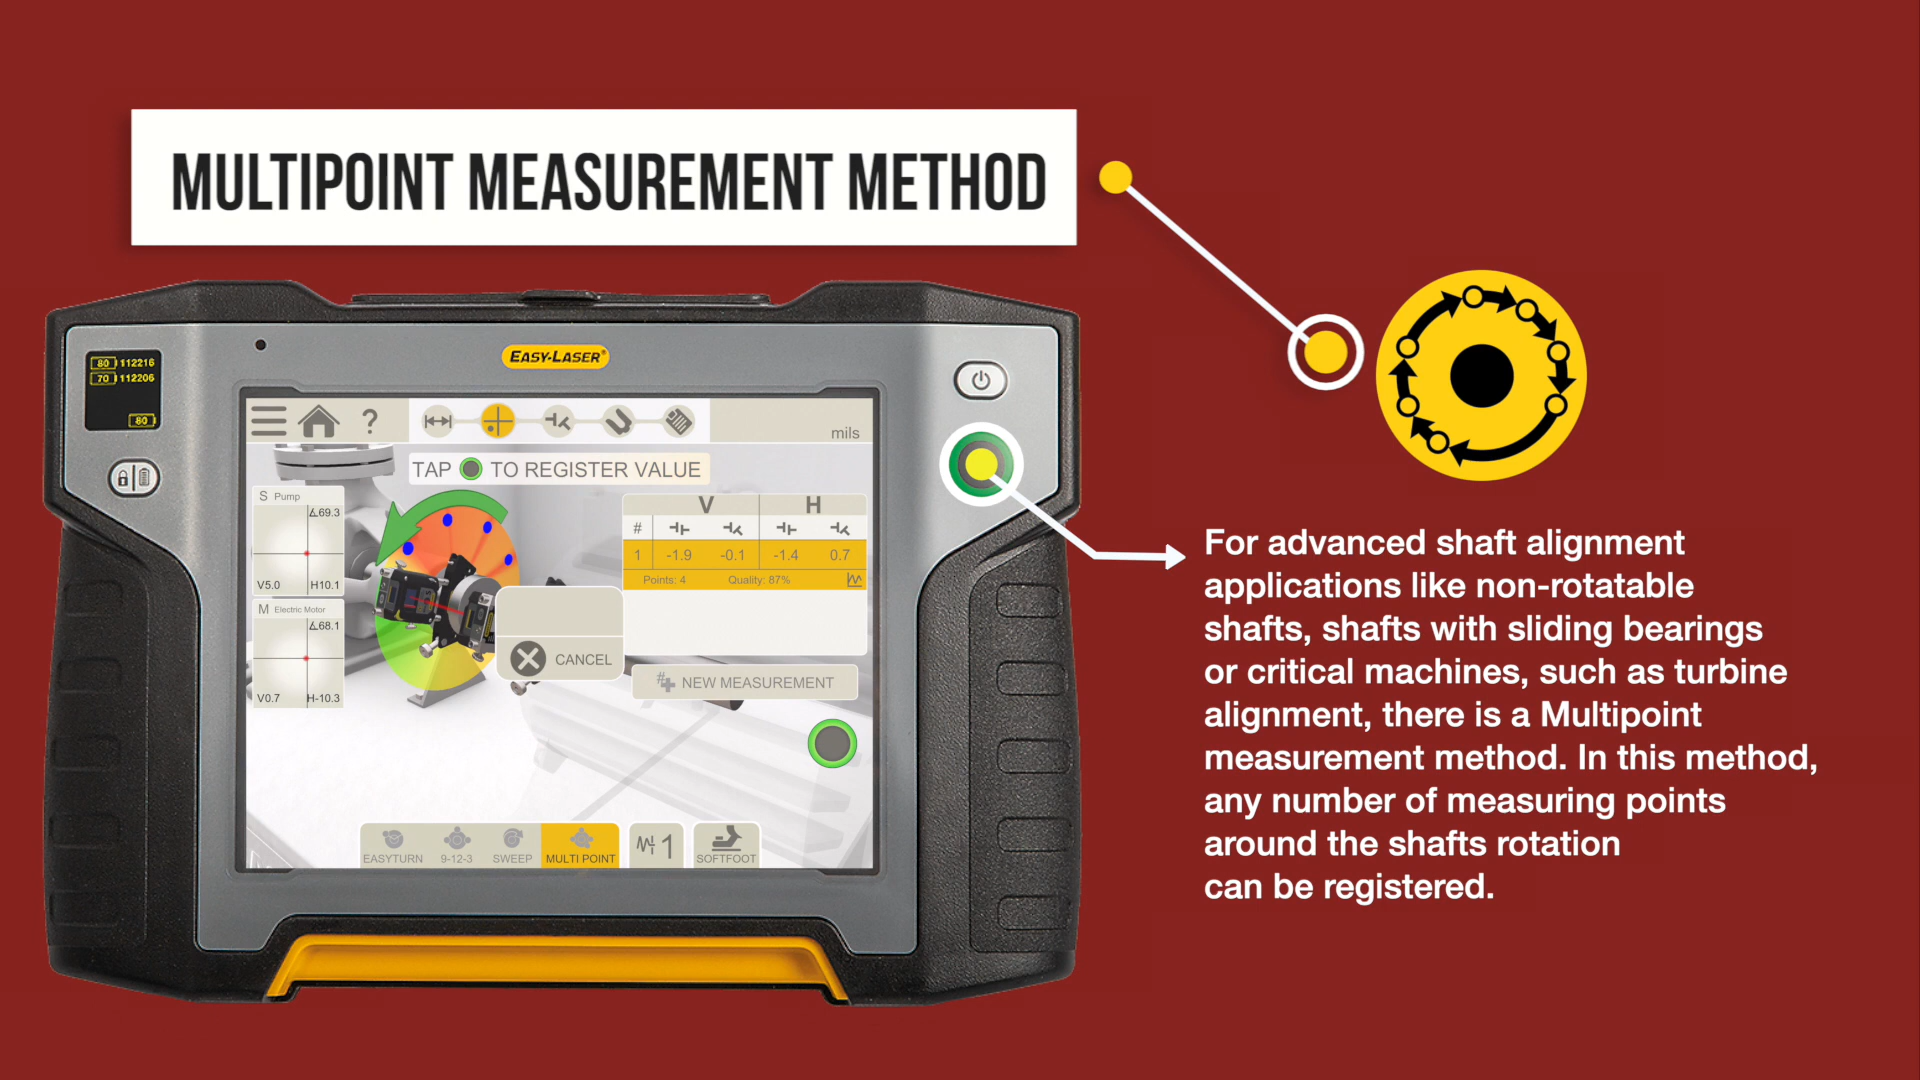 MULTIPOINT MEASUREMENT METHOD
80 112216
70 112206
80
EASY-LASER®
?
mils
TAP TO REGISTER VALUE
S Pump
∡69.3
V5.0 H10.1
M Electric Motor
∡68.1
V0.7 H-10.3
V H
#
1 -1.9 -0.1 -1.4 0.7
Points: 4 Quality: 87%
CANCEL
NEW MEASUREMENT
EASYTURN 9-12-3 SWEEP MULTI POINT 1 SOFTFOOT
For advanced shaft alignment
applications like non-rotatable
shafts, shafts with sliding bearings
or critical machines, such as turbine
alignment, there is a Multipoint
measurement method. In this method,
any number of measuring points
around the shafts rotation
can be registered.